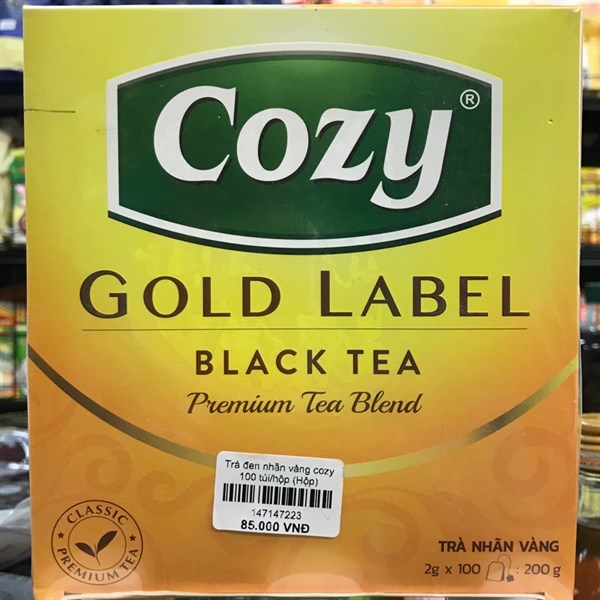 Cozy®
GOLD LABEL
BLACK TEA
Premium Tea Blend
Trà đen nhãn vàng cozy
100 túi/hộp (Hộp)
147147223
85.000 VNĐ
CLASSIC
PREMIUM TEA
TRÀ NHÃN VÀNG
2g x 100 : 200g